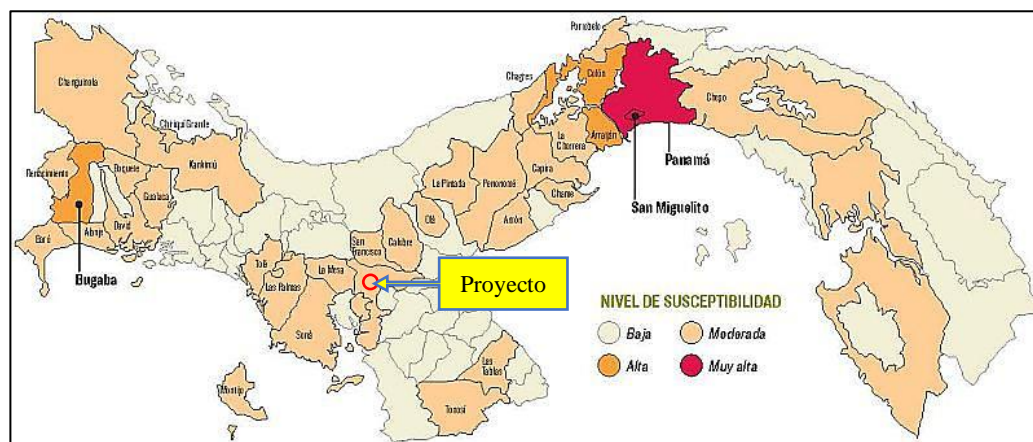 Portobelo
Changuinola
Chagres
Colón
Chepo
Chiriquí Grande
La Chorrera
Arraiján
Kankintú
Renacimiento
Boquete
Panamá
Gualaca
La Pintada
Penonomé
Capira
Chame
San Miguelito
David
Olá
Antón
Baré
Alanje
San Francisco
Calobre
Bugaba
Tolé
La Mesa
Las Palmas
Proyecto
NIVEL DE SUSCEPTIBILIDAD
Soná
Baja
Moderada
Alta
Muy alta
Las Tablas
Montijo
Tonosí